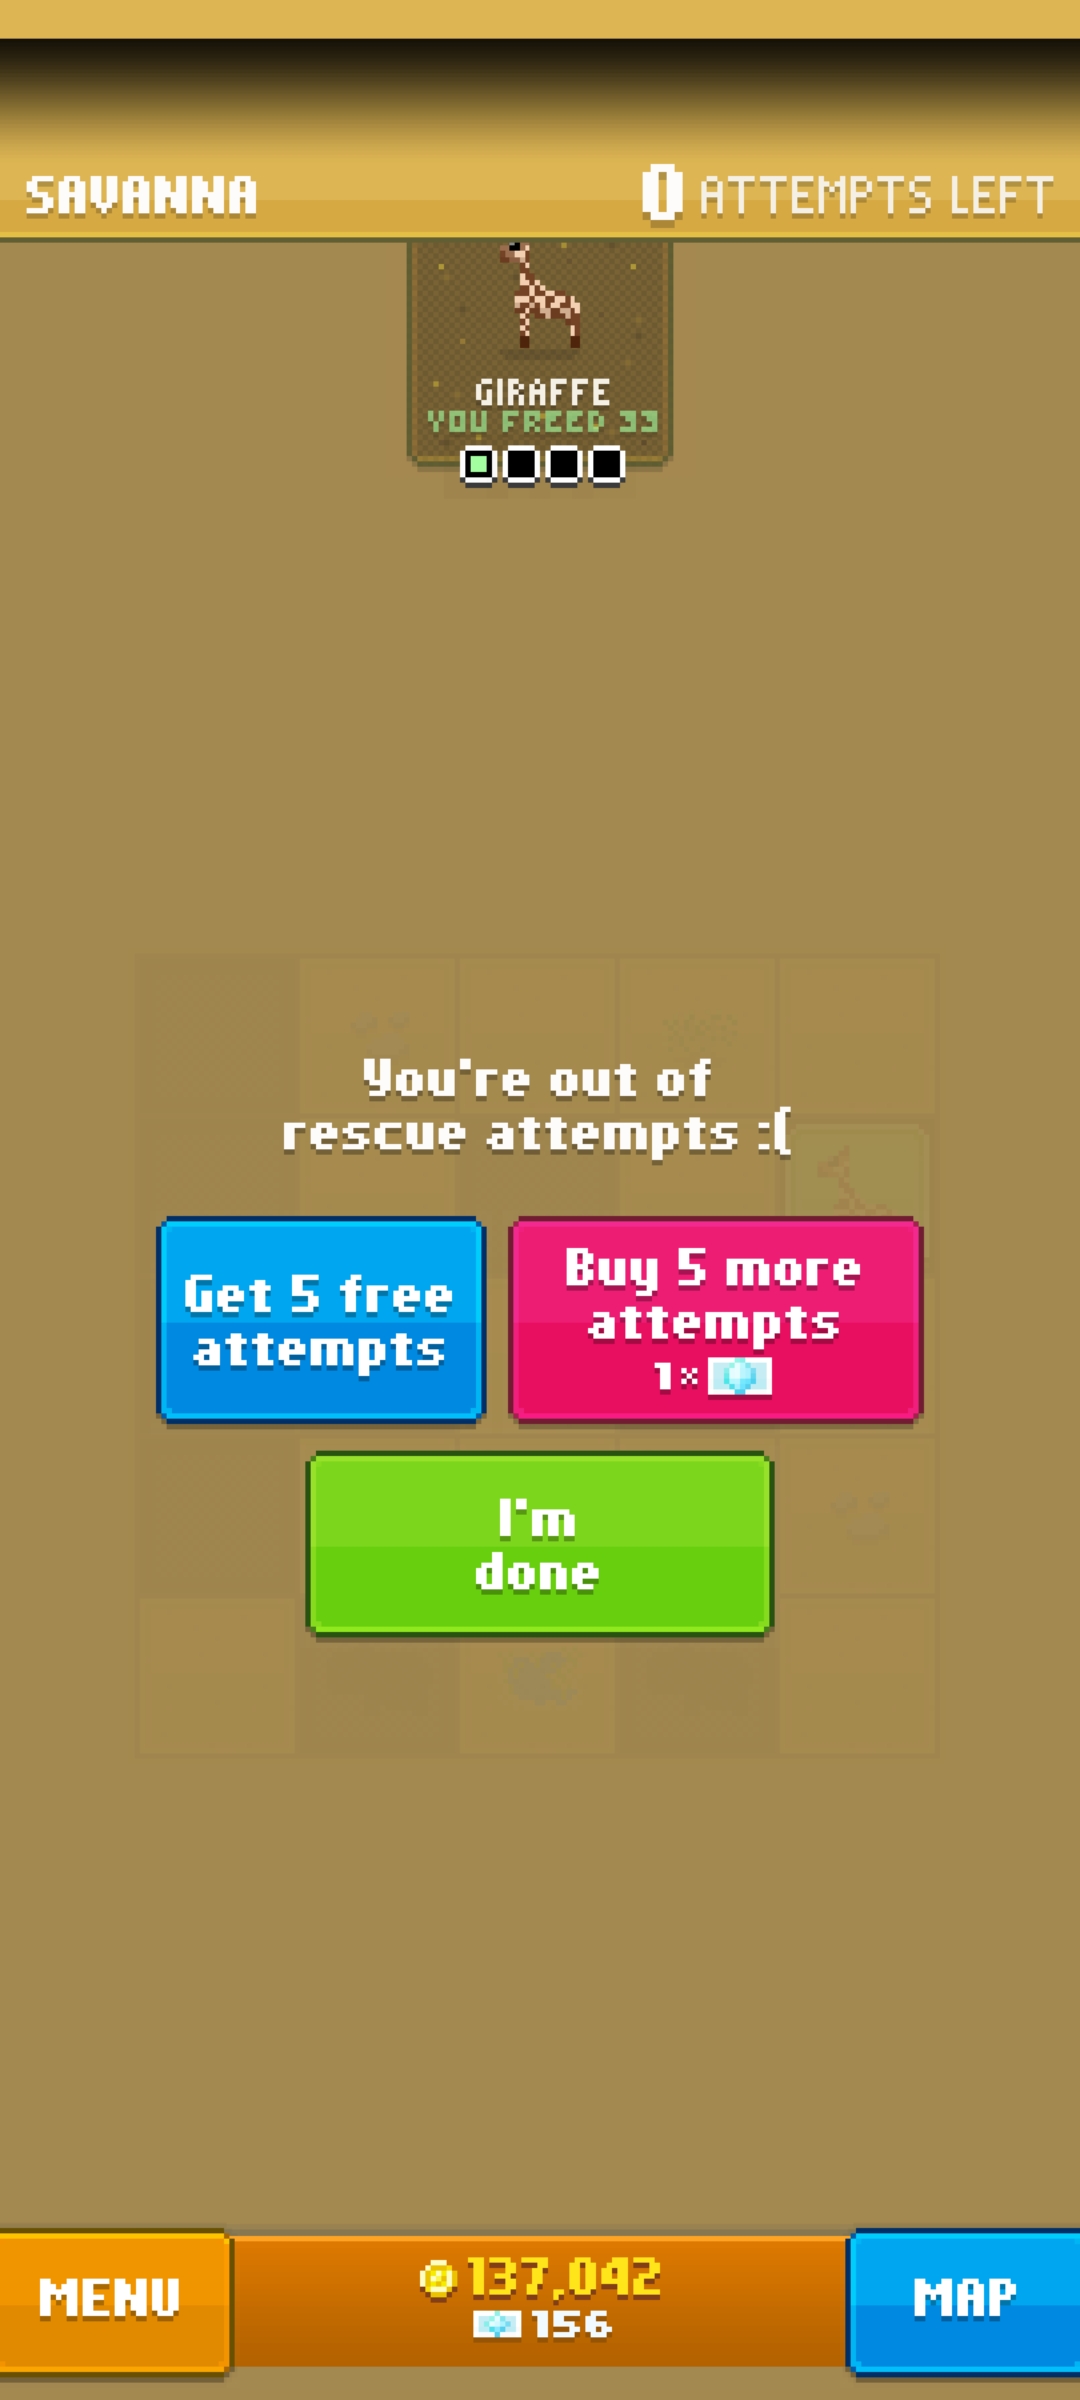 SAVANNA
0 ATTEMPTS LEFT
GIRAFFE
YOU FREED 33
You're out of
rescue attempts :(
Get 5 free
attempts
Buy 5 more
attempts
1×
I'm
done
MENU
137,042
156
MAP